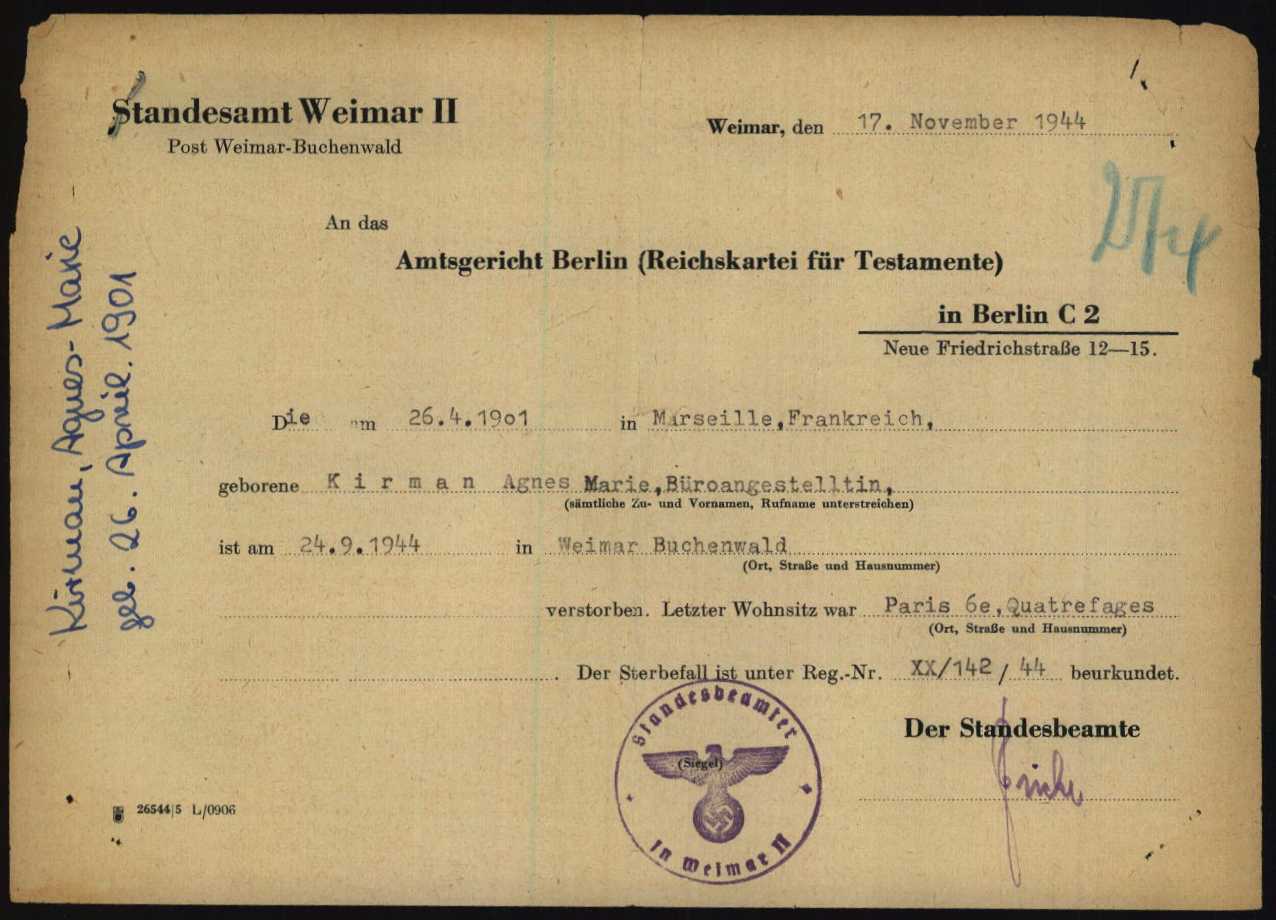 Standesamt Weimar II
Post Weimar-Buchenwald
Weimar, den 17. November 1944
An das
Amtsgericht Berlin (Reichskartei für Testamente)
in Berlin C 2
Neue Friedrichstraße 12—15.
Kirman, Agnes-Marie
geb. 26. April. 1901
Die am 26.4.19o1 in Marseille,Frankreich,
geborene K i r m a n Agnes Marie,Büroangestelltin,
(sämtliche Zu- und Vornamen, Rufname unterstreichen)
ist am 24.9.1944 in Weimar Buchenwald
(Ort, Straße und Hausnummer)
verstorben. Letzter Wohnsitz war Paris 6e,Quatrefages
(Ort, Straße und Hausnummer)
. Der Sterbefall ist unter Reg.-Nr. XX/142 / 44 beurkundet.
Der Standesbeamte
Standesbeamter
(Siegel)
in Weimar II
26544/5 L/0906